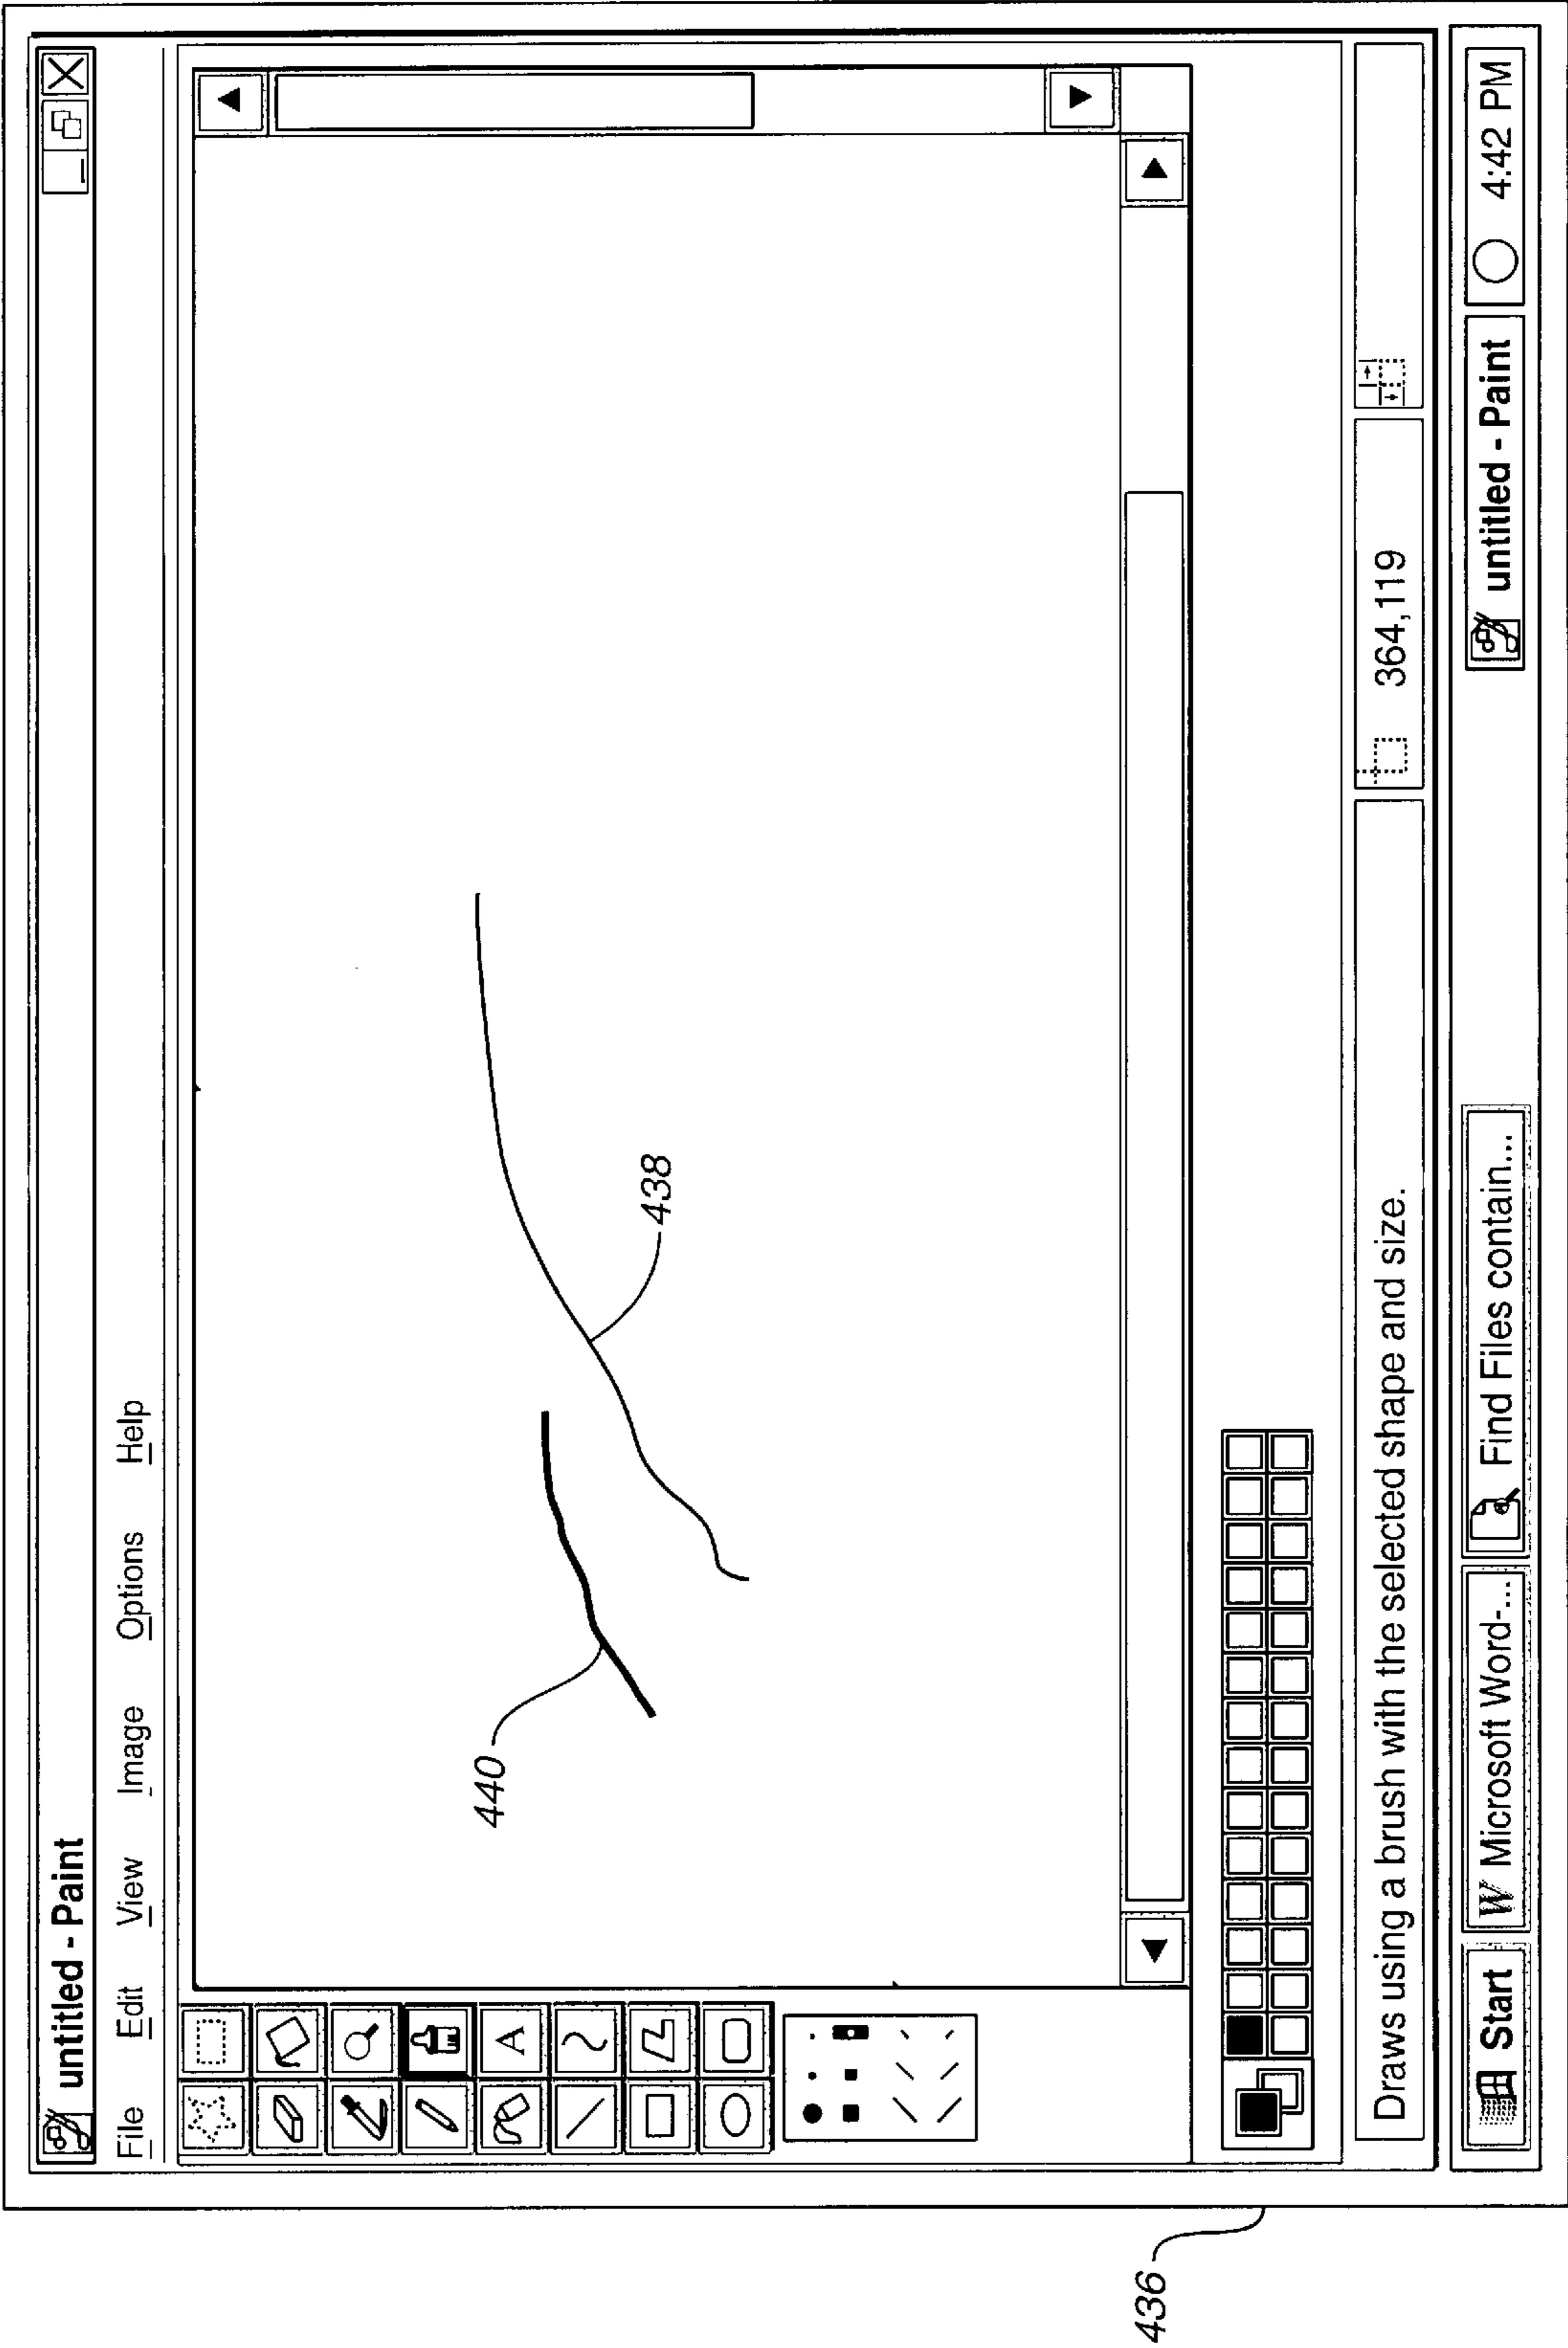 untitled - Paint
File Edit View Image Options Help
A
440
438
Draws using a brush with the selected shape and size.
364,119
Start
W Microsoft Word-...
Find Files contain...
untitled - Paint
4:42 PM
436